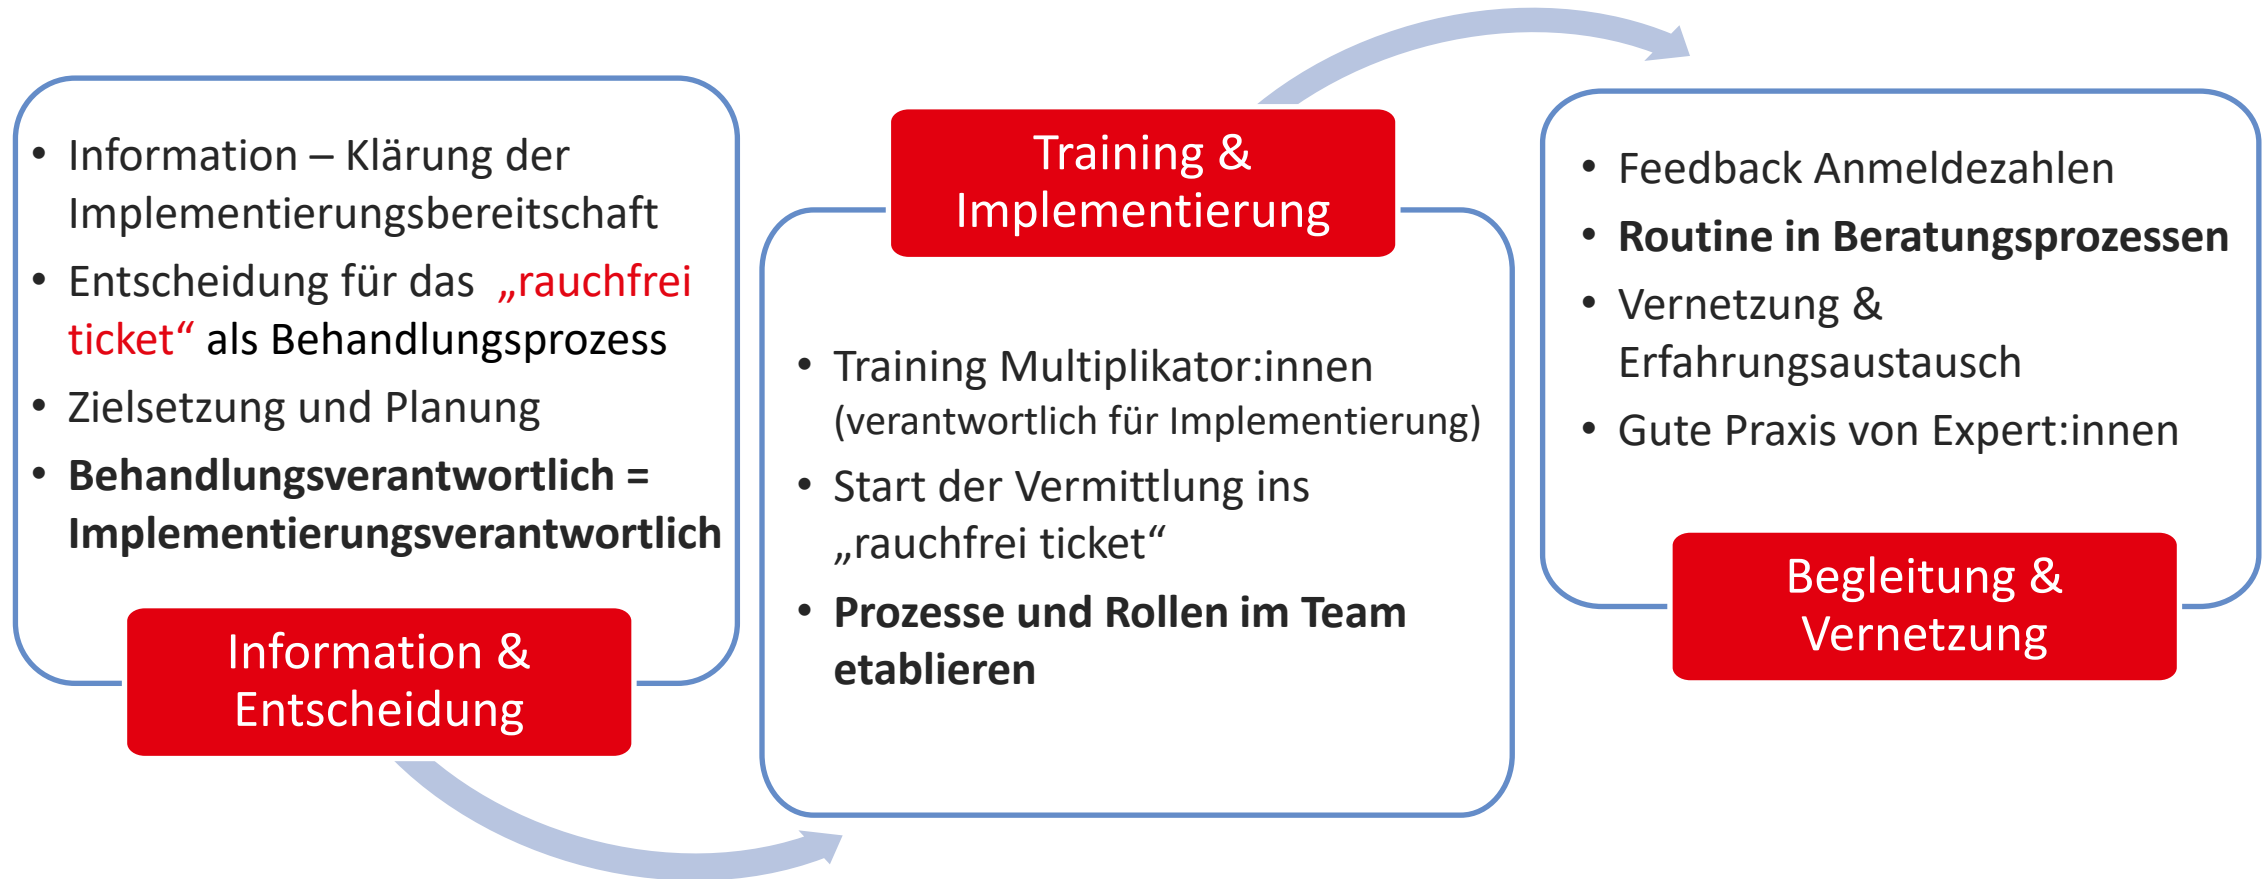 • Information – Klärung der
Implementierungsbereitschaft
• Entscheidung für das „rauchfrei
ticket“ als Behandlungsprozess
• Zielsetzung und Planung
• Behandlungsverantwortlich =
Implementierungsverantwortlich
Information &
Entscheidung
Training &
Implementierung
• Training Multiplikator:innen
(verantwortlich für Implementierung)
• Start der Vermittlung ins
„rauchfrei ticket“
• Prozesse und Rollen im Team
etablieren
• Feedback Anmeldezahlen
• Routine in Beratungsprozessen
• Vernetzung &
Erfahrungsaustausch
• Gute Praxis von Expert:innen
Begleitung &
Vernetzung